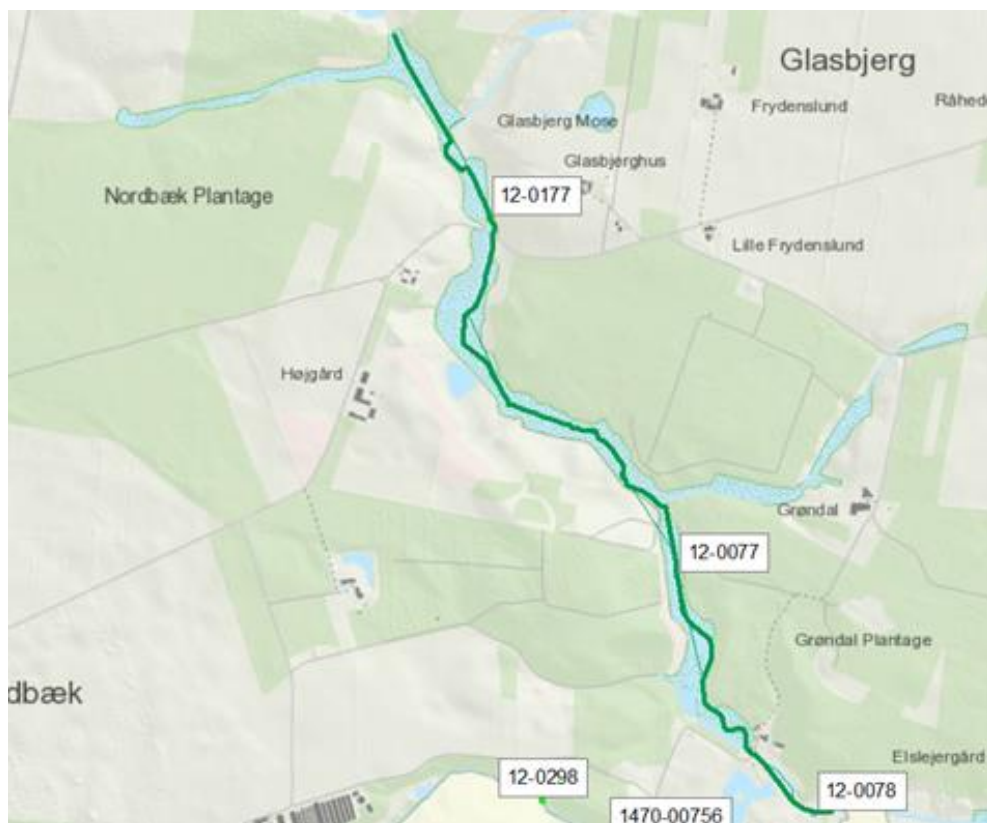 Glasbjerg
Frydenslund
Råhede
Glasbjerg Mose
Glasbjerghus
Nordbæk Plantage
12-0177
Lille Frydenslund
Højgård
Grøndal
12-0077
Grøndal Plantage
dbæk
Elslejergård
12-0298
12-0078
1470-00756